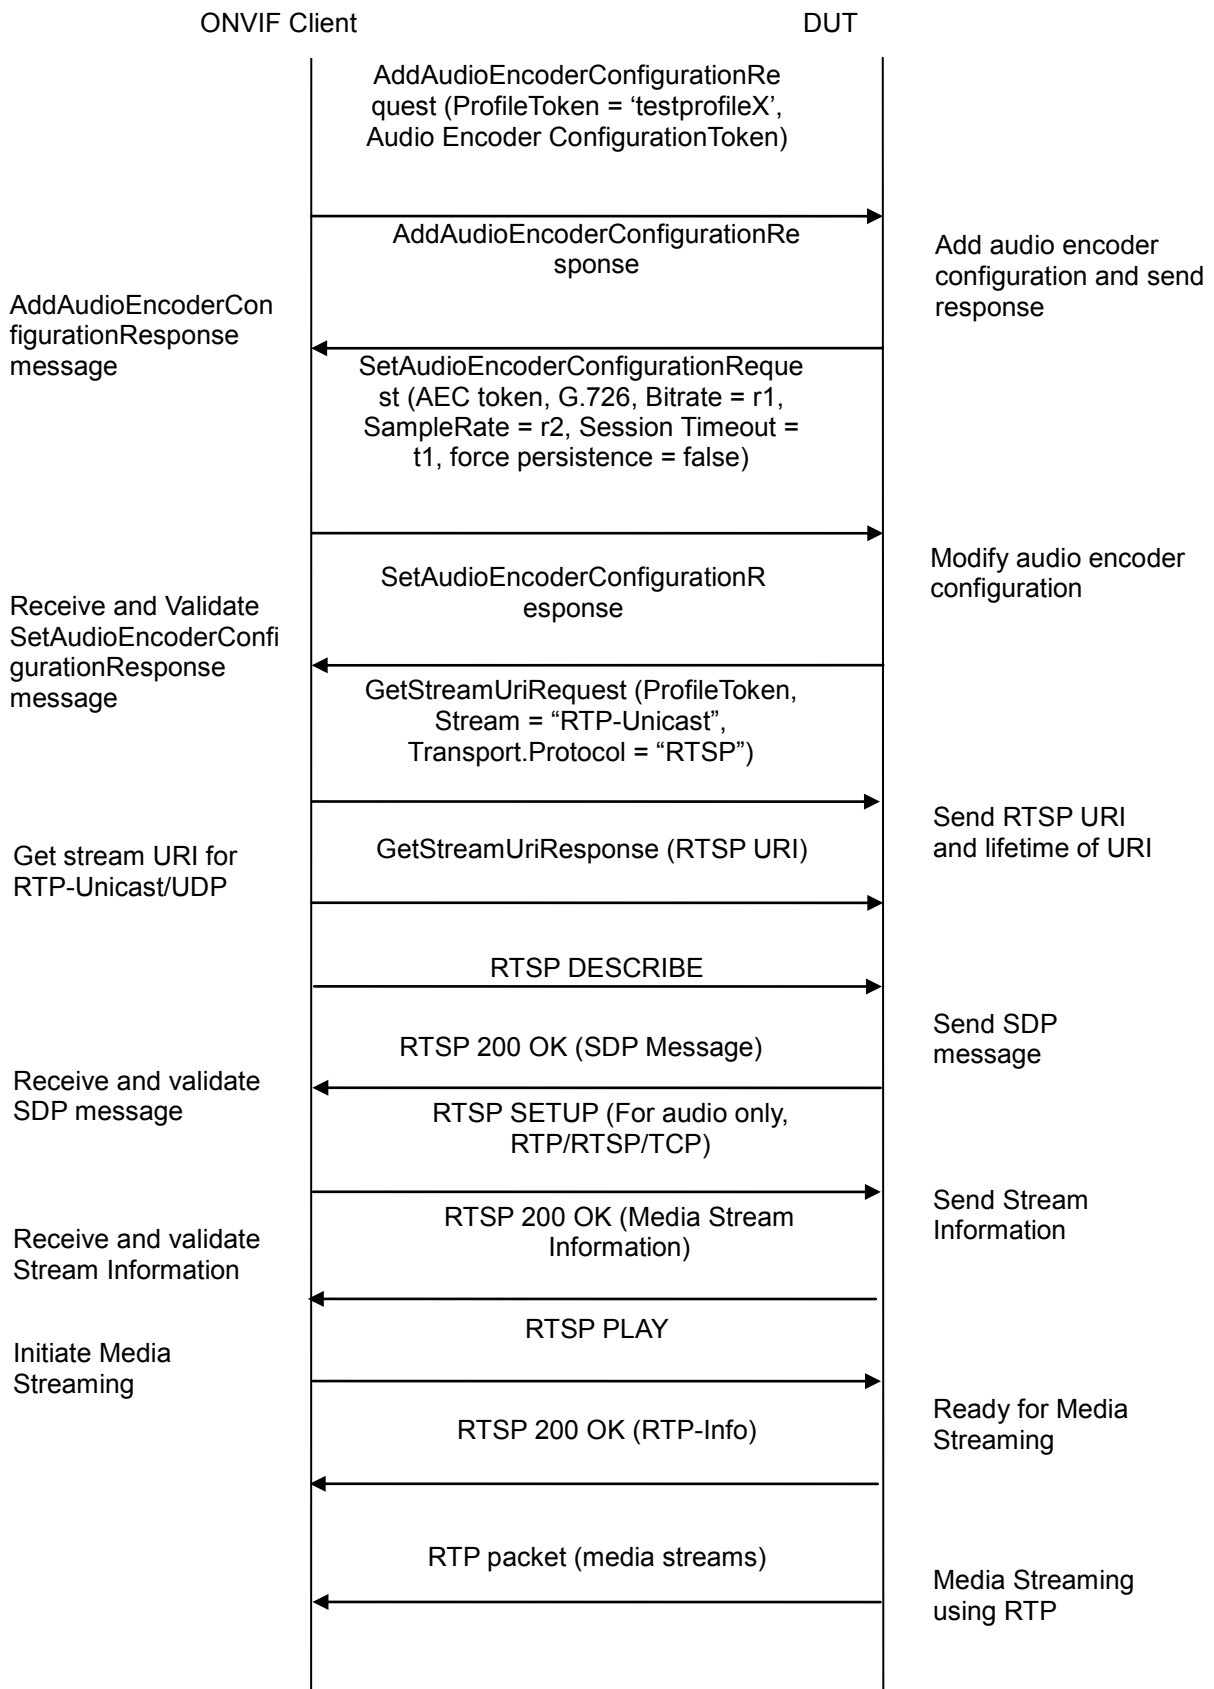 ONVIF Client
DUT
AddAudioEncoderConfigurationRe
quest (ProfileToken = ‘testprofileX’,
Audio Encoder ConfigurationToken)
AddAudioEncoderConfigurationRe
sponse
Add audio encoder
configuration and send
response
AddAudioEncoderCon
figurationResponse
message
SetAudioEncoderConfigurationReque
st (AEC token, G.726, Bitrate = r1,
SampleRate = r2, Session Timeout =
t1, force persistence = false)
Modify audio encoder
configuration
SetAudioEncoderConfigurationR
esponse
Receive and Validate
SetAudioEncoderConfi
gurationResponse
message
GetStreamUriRequest (ProfileToken,
Stream = “RTP-Unicast”,
Transport.Protocol = “RTSP”)
Send RTSP URI
and lifetime of URI
GetStreamUriResponse (RTSP URI)
Get stream URI for
RTP-Unicast/UDP
RTSP DESCRIBE
Send SDP
message
RTSP 200 OK (SDP Message)
Receive and validate
SDP message
RTSP SETUP (For audio only,
RTP/RTSP/TCP)
Send Stream
Information
RTSP 200 OK (Media Stream
Information)
Receive and validate
Stream Information
RTSP PLAY
Initiate Media
Streaming
Ready for Media
Streaming
RTSP 200 OK (RTP-Info)
RTP packet (media streams)
Media Streaming
using RTP